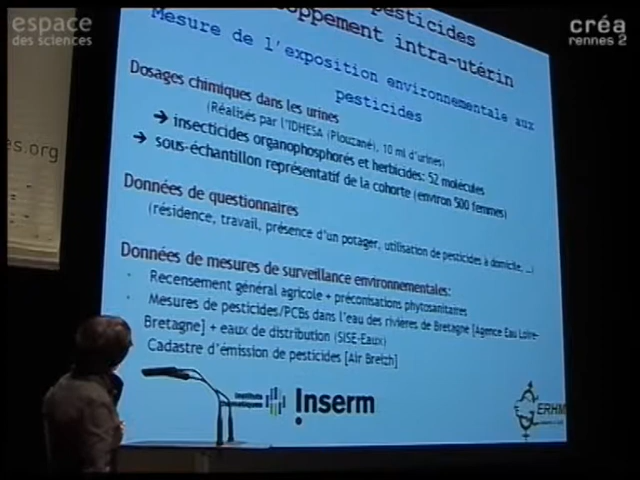 espace
des sciences
créa
rennes 2
es.org
pesticides
développement intra-utérin
Mesure de l'exposition environnementale aux
pesticides
Dosages chimiques dans les urines
(Réalisés par l'IDHESA (Plouzané), 10 ml d'urines)
➔ insecticides organophosphorés et herbicides: 52 molécules
➔ sous-échantillon représentatif de la cohorte (environ 500 femmes)
Données de questionnaires
(résidence, travail, présence d'un potager, utilisation de pesticides à domicile, …)
Données de mesures de surveillance environnementales:
· Recensement général agricole + préconisations phytosanitaires
· Mesures de pesticides/PCBs dans l'eau des rivières de Bretagne [Agence Eau Loire-
Bretagne] + eaux de distribution (SISE-Eaux)
Cadastre d'émission de pesticides [Air Breizh]
Instituts
thématiques
Inserm
GERHM